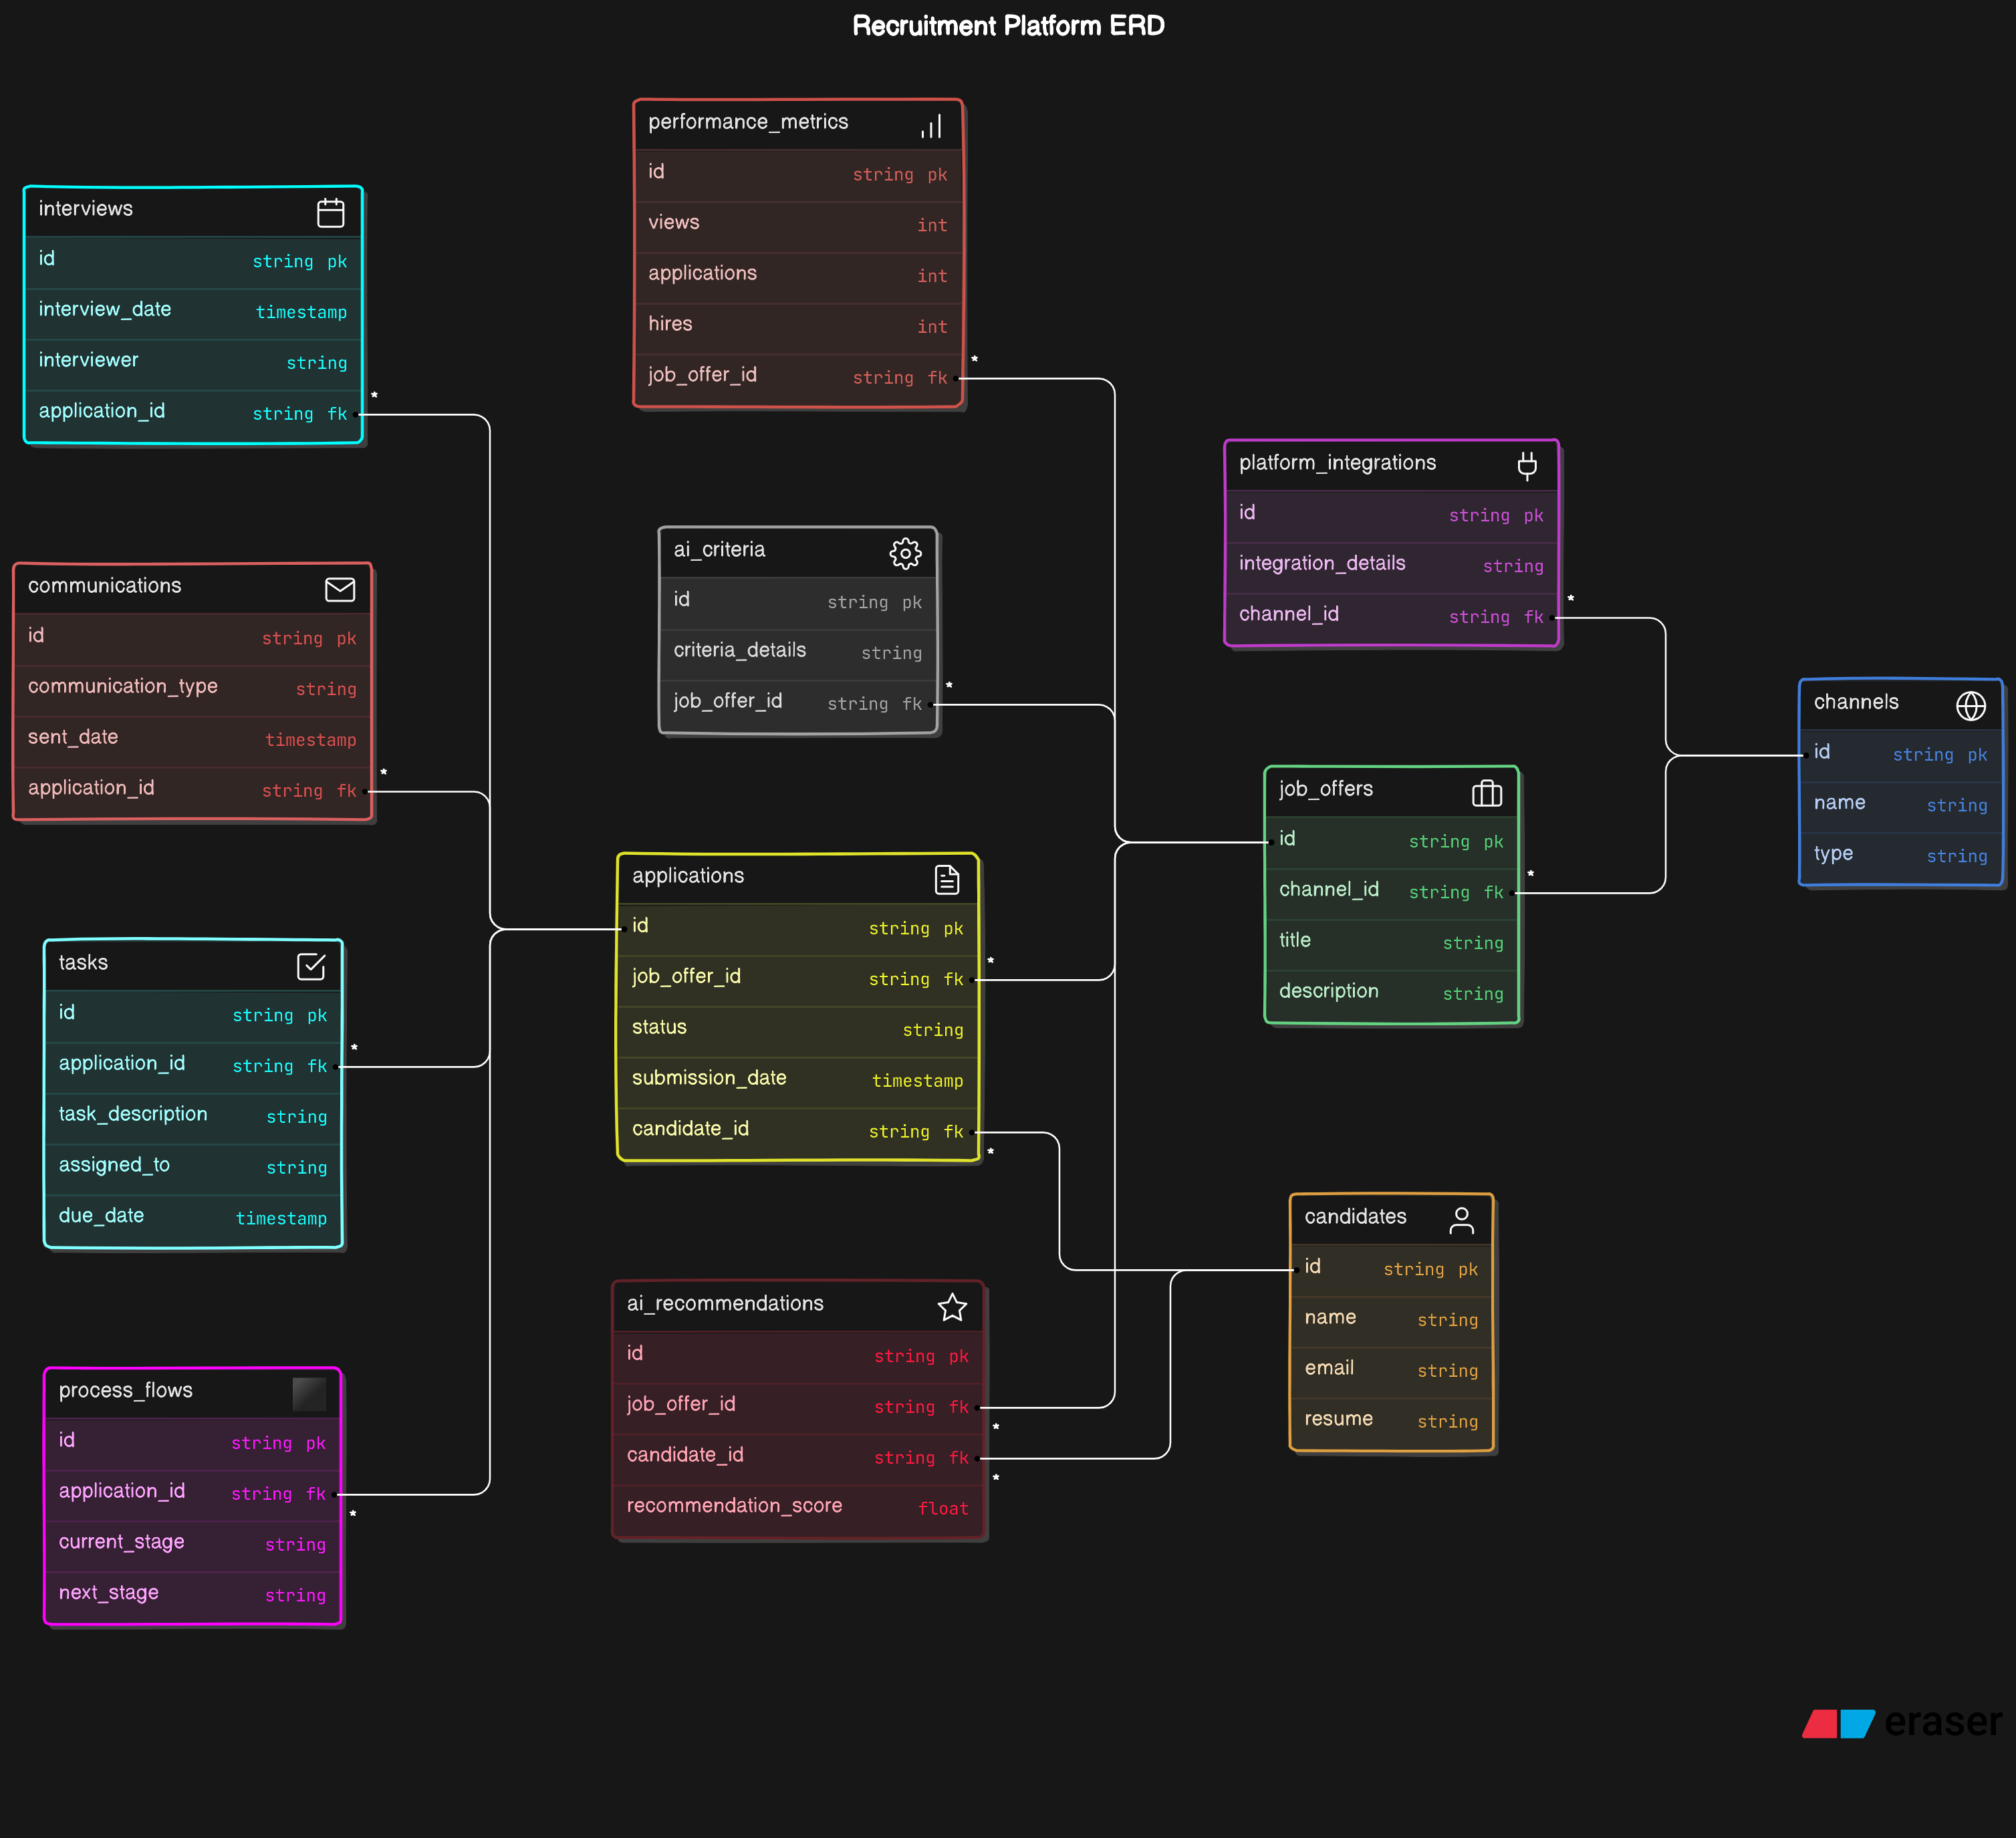 Recruitment Platform ERD
interviews
id string pk
interview_date timestamp
interviewer string
application_id string fk
*
communications
id string pk
communication_type string
sent_date timestamp
application_id string fk
*
tasks
id string pk
application_id string fk
*
task_description string
assigned_to string
due_date timestamp
process_flows
id string pk
application_id string fk
*
current_stage string
next_stage string
performance_metrics
id string pk
views int
applications int
hires int
job_offer_id string fk
*
ai_criteria
id string pk
criteria_details string
job_offer_id string fk
*
applications
id string pk
job_offer_id string fk
*
status string
submission_date timestamp
candidate_id string fk
*
ai_recommendations
id string pk
job_offer_id string fk
*
candidate_id string fk
*
recommendation_score float
platform_integrations
id string pk
integration_details string
channel_id string fk
*
job_offers
id string pk
channel_id string fk
*
title string
description string
candidates
id string pk
name string
email string
resume string
channels
id string pk
name string
type string
eraser